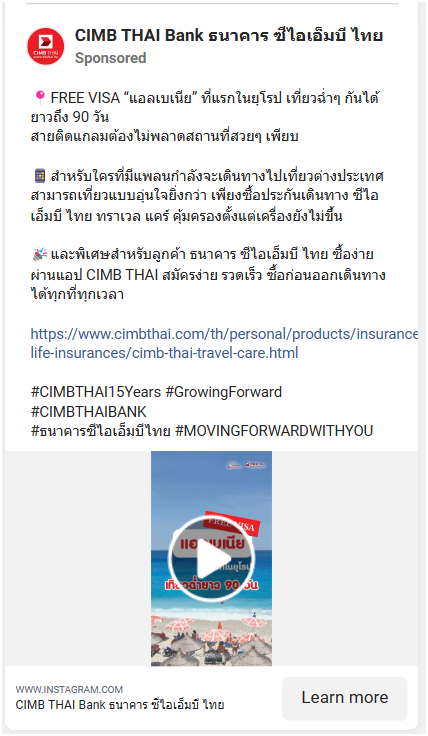 CIMB THAI Bank ธนาคาร ซีไอเอ็มบี ไทย
Sponsored
📍 FREE VISA “แอลเบเนีย” ที่แรกในยุโรป เที่ยวฉ่ำๆ กันได้
ยาวถึง 90 วัน
สายติดแกลมต้องไม่พลาดสถานที่สวยๆ เพียบ
🎆 สำหรับใครที่มีแพลนกำลังจะเดินทางไปเที่ยวต่างประเทศ
สามารถเที่ยวแบบอุ่นใจยิ่งกว่า เพียงซื้อประกันเดินทาง ซีไอ
เอ็มบี ไทย ทราเวล แคร์ คุ้มครองตั้งแต่เครื่องยังไม่ขึ้น
🎉 และพิเศษสำหรับลูกค้า ธนาคาร ซีไอเอ็มบี ไทย ซื้อง่าย
ผ่านแอป CIMB THAI สมัครง่าย รวดเร็ว ซื้อก่อนออกเดินทาง
ได้ทุกที่ทุกเวลา
https://www.cimbthai.com/th/personal/products/insurance
life-insurances/cimb-thai-travel-care.html
#CIMBTHAI15Years #GrowingForward
#CIMBTHAIBANK
#ธนาคารซีไอเอ็มบีไทย #MOVINGFORWARDWITHYOU
FREE VISA
เที่ยวฉ่ำยาว 90 วัน
WWW.INSTAGRAM.COM
CIMB THAI Bank ธนาคาร ซีไอเอ็มบี ไทย
Learn more